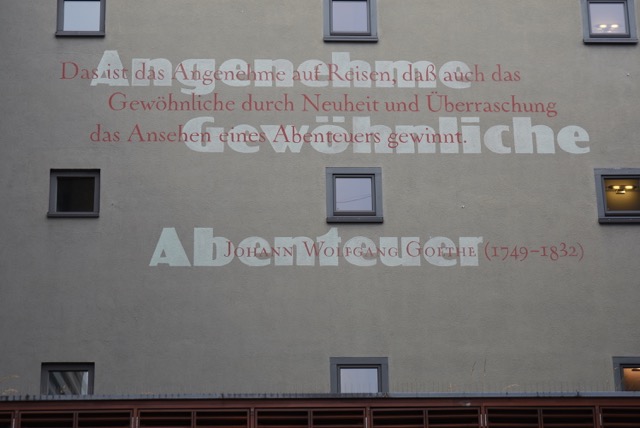 Angenehme
Das ist das Angenehme auf Reisen, daß auch das
Gewöhnliche durch Neuheit und Überraschung
das Ansehen eines Abenteuers gewinnt.
Gewöhnliche
Abenteuer
Johann Wolfgang Goethe (1749–1832)